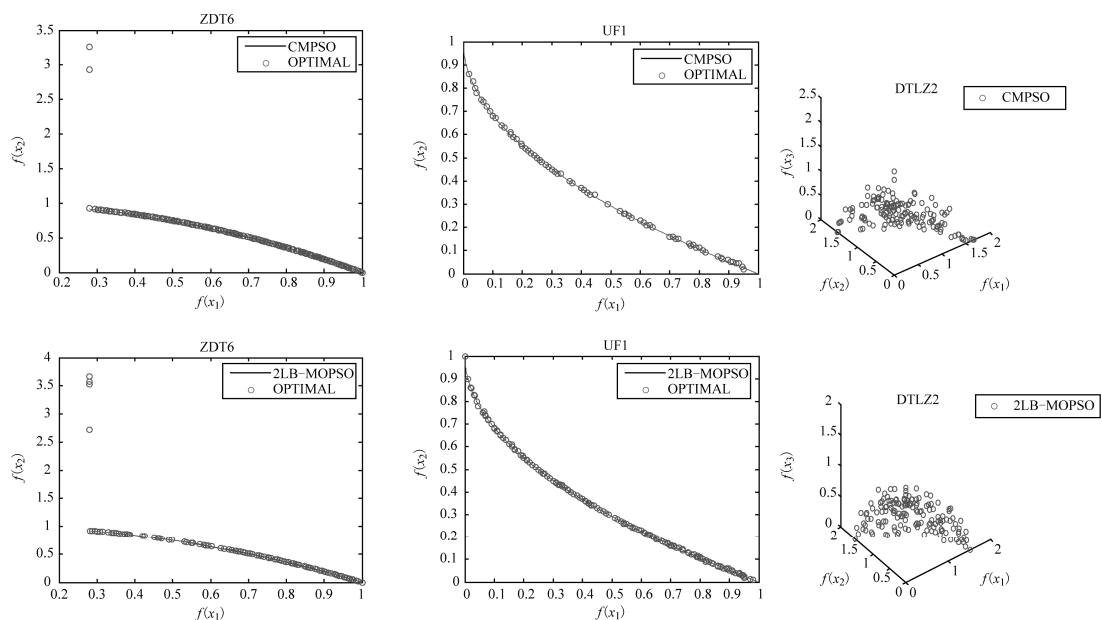 ZDT6
CMPSO
OPTIMAL
3.5
3
2.5
2
1.5
1
0.5
0
f(x2)
0.2 0.3 0.4 0.5 0.6 0.7 0.8 0.9 1
f(x1)
UF1
CMPSO
OPTIMAL
1
0.9
0.8
0.7
0.6
0.5
0.4
0.3
0.2
0.1
0
f(x2)
0 0.1 0.2 0.3 0.4 0.5 0.6 0.7 0.8 0.9 1
f(x1)
DTLZ2
CMPSO
2.5
2
1.5
1
0.5
0
f(x3)
2
1.5
1
0.5
0
f(x2)
0
0.5
1
1.5
2
f(x1)
ZDT6
2LB-MOPSO
OPTIMAL
4
3.5
3
2.5
2
1.5
1
0.5
0
f(x2)
0.2 0.3 0.4 0.5 0.6 0.7 0.8 0.9 1
f(x1)
UF1
2LB-MOPSO
OPTIMAL
1
0.9
0.8
0.7
0.6
0.5
0.4
0.3
0.2
0.1
0
f(x2)
0 0.1 0.2 0.3 0.4 0.5 0.6 0.7 0.8 0.9 1
f(x1)
DTLZ2
2LB-MOPSO
2
1.5
1
0.5
0
f(x3)
2
1.5
1
0.5
0
f(x2)
0
1
2
f(x1)